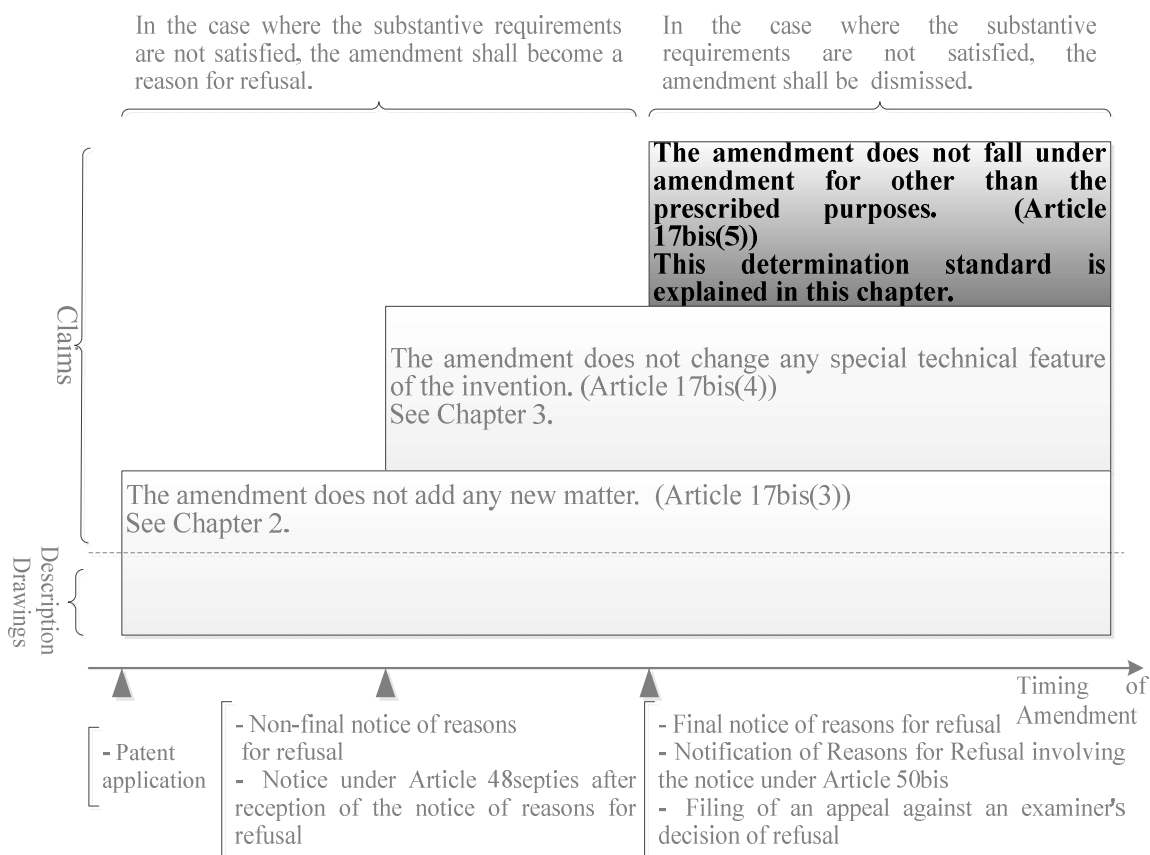 In the case where the substantive requirements
are not satisfied, the amendment shall become a
reason for refusal.
In the case where the substantive
requirements are not satisfied, the
amendment shall be dismissed.
The amendment does not fall under
amendment for other than the
prescribed purposes. (Article
17bis(5))
This determination standard is
explained in this chapter.
Claims
The amendment does not change any special technical feature
of the invention. (Article 17bis(4))
See Chapter 3.
The amendment does not add any new matter. (Article 17bis(3))
See Chapter 2.
Description
Drawings
Timing of
Amendment
- Patent
application
- Non-final notice of reasons
for refusal
- Notice under Article 48septies after
reception of the notice of reasons for
refusal
- Final notice of reasons for refusal
- Notification of Reasons for Refusal involving
the notice under Article 50bis
- Filing of an appeal against an examiner's
decision of refusal